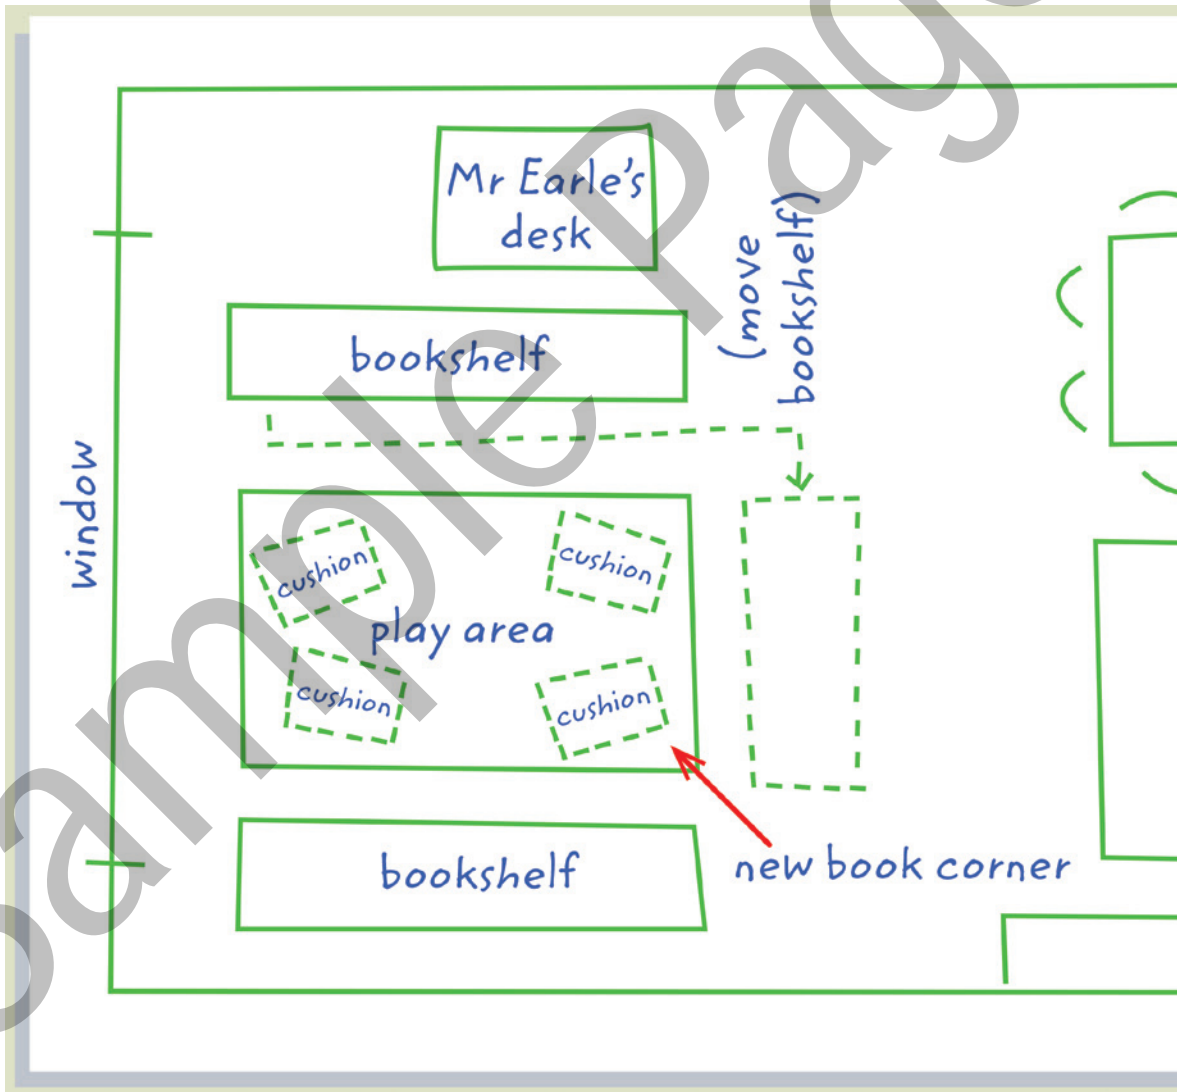 Mr Earle's
desk
(move
bookshelf)
bookshelf
window
cushion
cushion
play area
cushion
cushion
bookshelf
new book corner
Sample Page